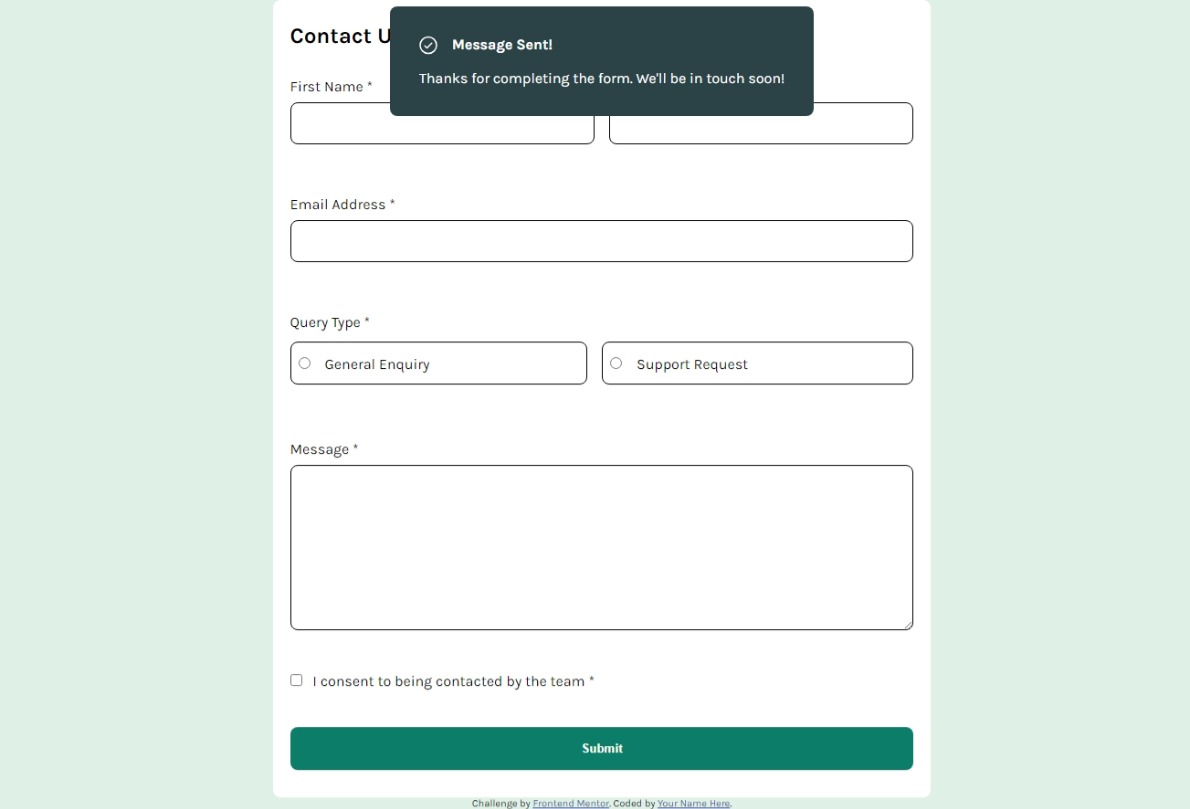 Contact U
Message Sent!
Thanks for completing the form. We'll be in touch soon!
First Name *
Email Address *
Query Type *
General Enquiry
Support Request
Message *
I consent to being contacted by the team *
Submit
Challenge by Frontend Mentor. Coded by Your Name Here.